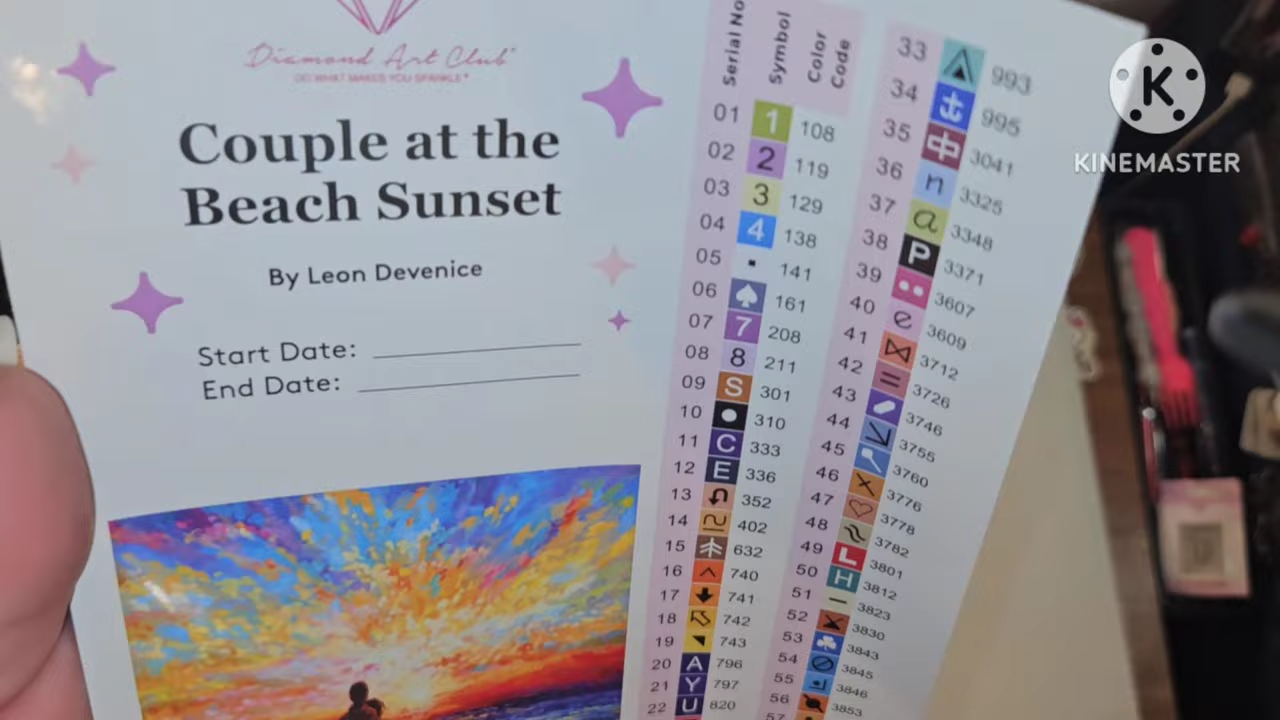 Diamond Art Club
DO WHAT MAKES YOU SPARKLE
Couple at the
Beach Sunset
By Leon Devenice
Start Date:
End Date:
Serial No Symbol Color Code
01 1 108
02 2 119
03 3 129
04 4 138
05 141
06 161
07 7 208
08 8 211
09 S 301
10 310
11 C 333
12 E 336
13 352
14 402
15 632
16 740
17 741
18 742
19 743
20 A 796
21 Y 797
22 U 820
33 993
34 995
35 中 3041
36 n 3325
37 a 3348
38 P 3371
39 3607
40 e 3609
41 3712
42 = 3726
43 3746
44 3755
45 3760
46 3776
47 3778
48 3782
49 L 3801
50 H 3812
51 3823
52 3830
53 3843
54 3845
55 3846
56 3853
57
K
KINEMASTER